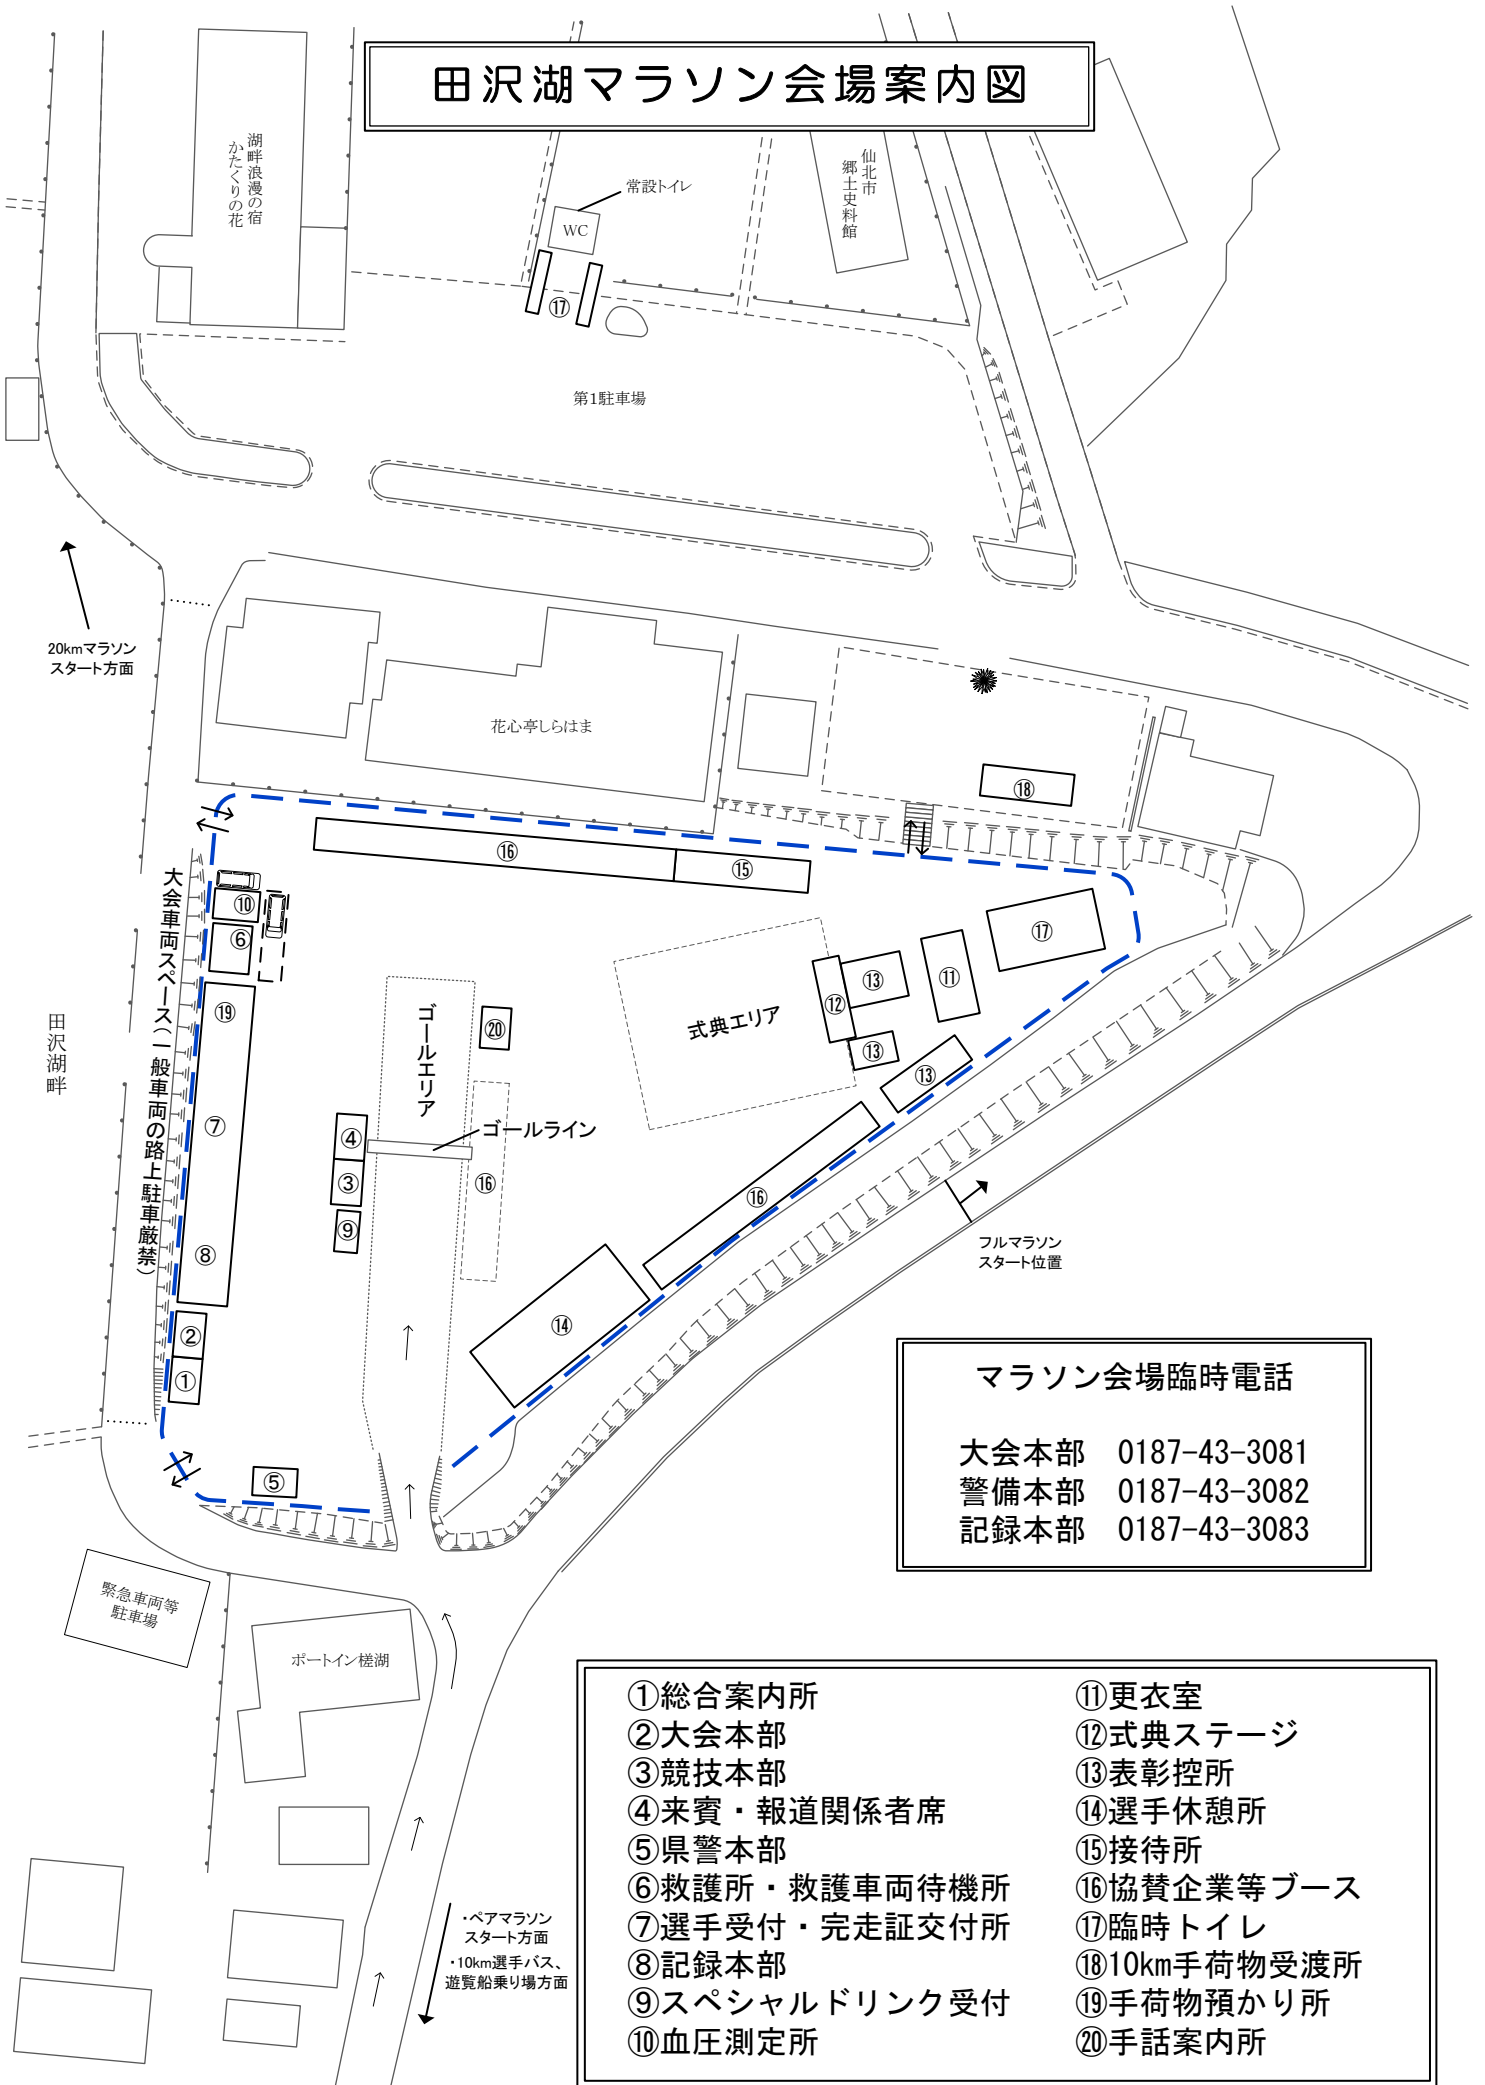 田沢湖マラソン会場案内図
湖畔浪漫の宿
かたくりの花
常設トイレ
WC
仙北市
郷土史料館
⑰
第1駐車場
20kmマラソン
スタート方面
花心亭しらはま
⑱
⑯
⑮
大会車両スペース(一般車両の路上駐車厳禁)
⑩
⑥
⑲
⑦
⑧
②
①
⑤
田沢湖畔
ゴールエリア
⑳
④
③
⑨
ゴールライン
⑯
式典エリア
⑫
⑬
⑬
⑬
⑪
⑰
⑯
⑭
フルマラソン
スタート位置
マラソン会場臨時電話
大会本部 0187-43-3081
警備本部 0187-43-3082
記録本部 0187-43-3083
緊急車両等
駐車場
ポートイン槎湖
・ペアマラソン
スタート方面
・10km選手バス、
遊覧船乗り場方面
①総合案内所
②大会本部
③競技本部
④来賓・報道関係者席
⑤県警本部
⑥救護所・救護車両待機所
⑦選手受付・完走証交付所
⑧記録本部
⑨スペシャルドリンク受付
⑩血圧測定所
⑪更衣室
⑫式典ステージ
⑬表彰控所
⑭選手休憩所
⑮接待所
⑯協賛企業等ブース
⑰臨時トイレ
⑱10km手荷物受渡所
⑲手荷物預かり所
⑳手話案内所